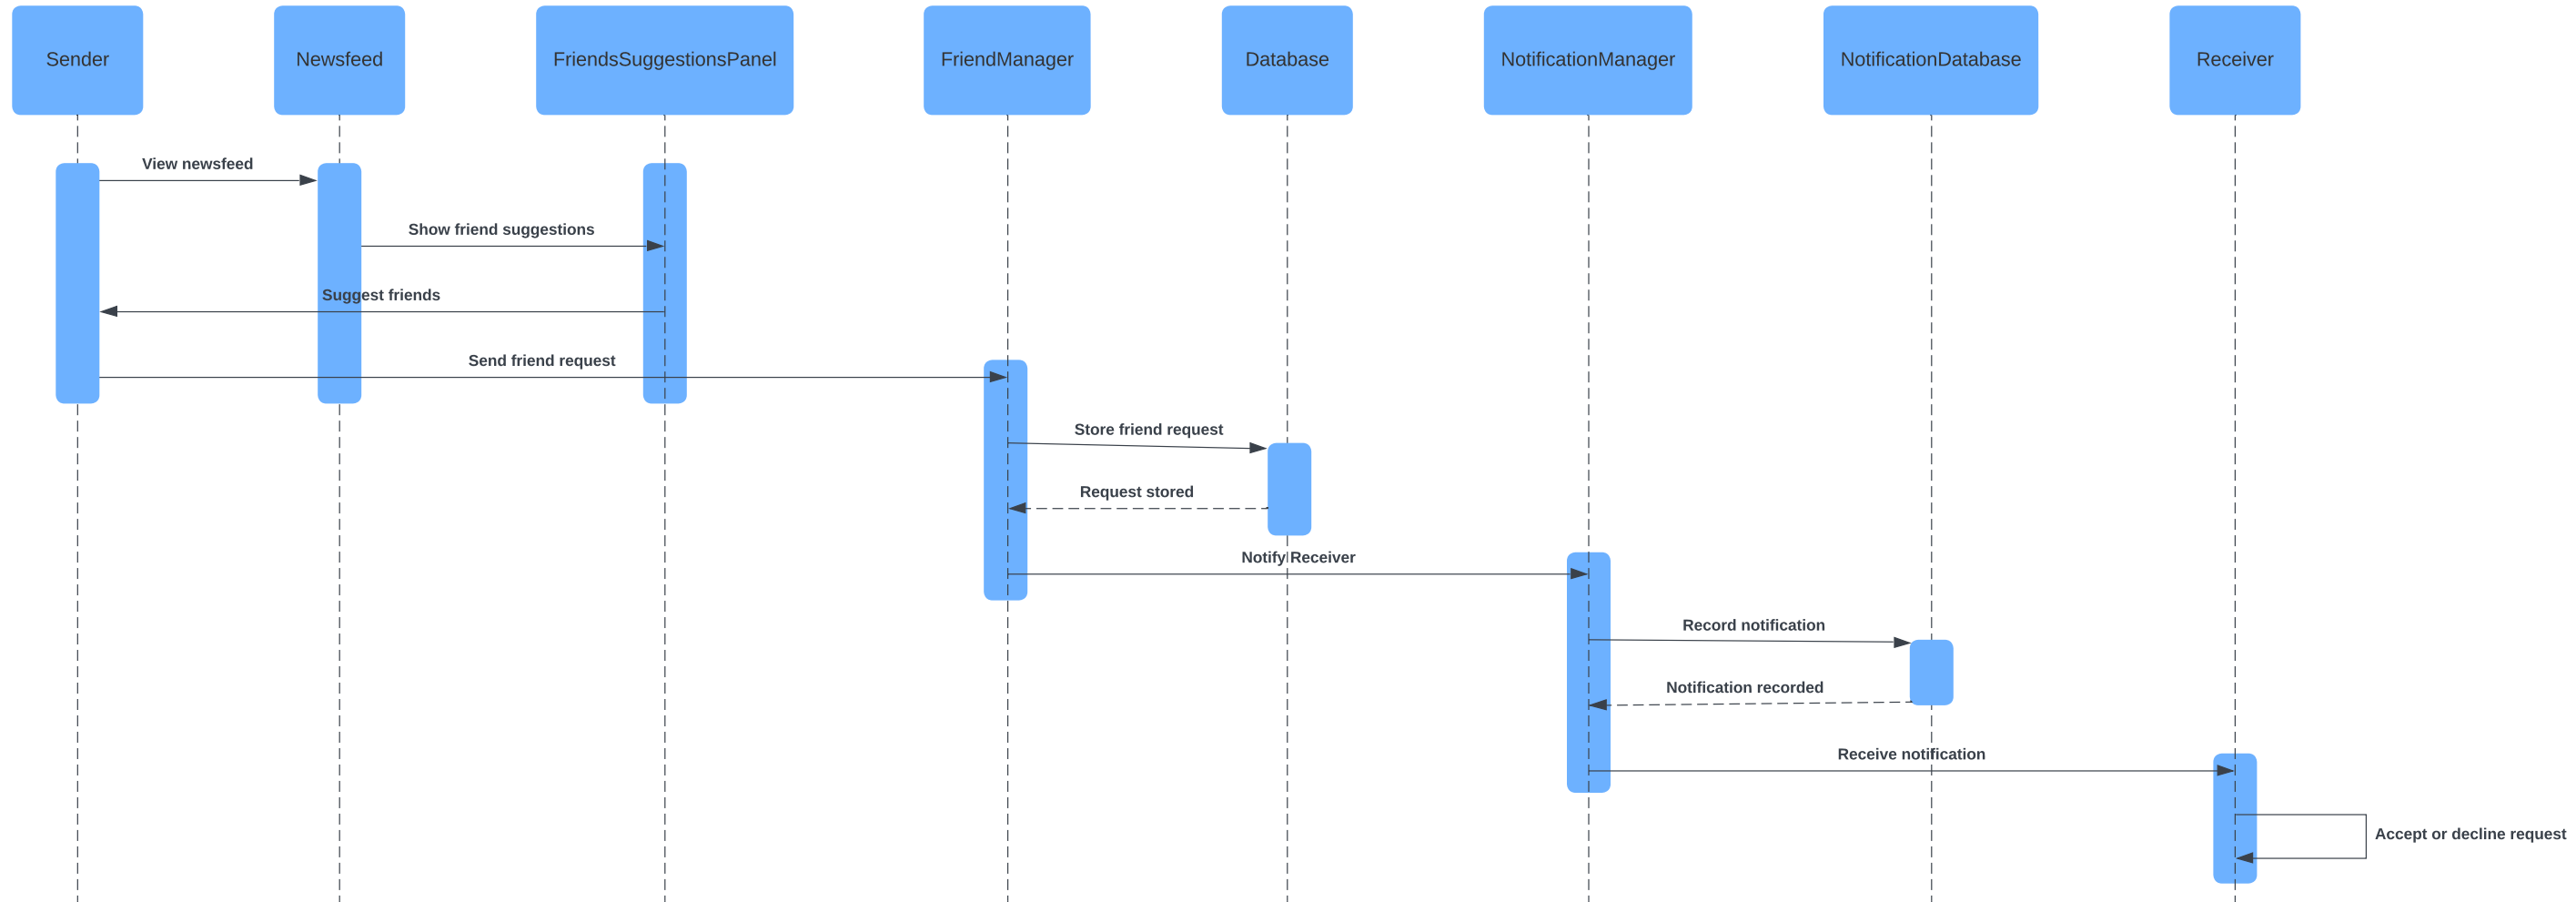 Sender
Newsfeed
FriendsSuggestionsPanel
FriendManager
Database
NotificationManager
NotificationDatabase
Receiver
View newsfeed
Show friend suggestions
Suggest friends
Send friend request
Store friend request
Request stored
Notify Receiver
Record notification
Notification recorded
Receive notification
Accept or decline request